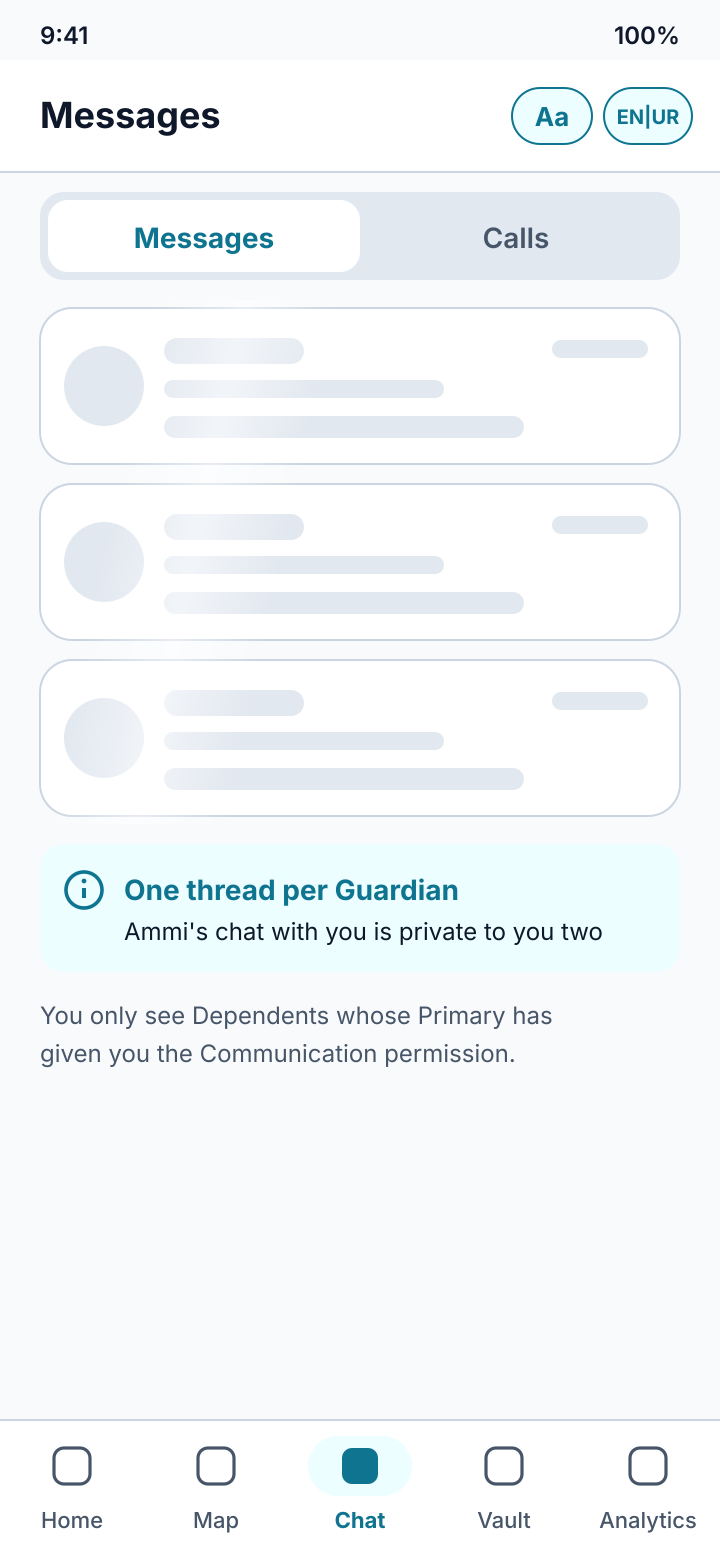 9:41
100%
Messages
Aa
EN|UR
Messages
Calls
One thread per Guardian
Ammi's chat with you is private to you two
You only see Dependents whose Primary has
given you the Communication permission.
Home
Map
Chat
Vault
Analytics